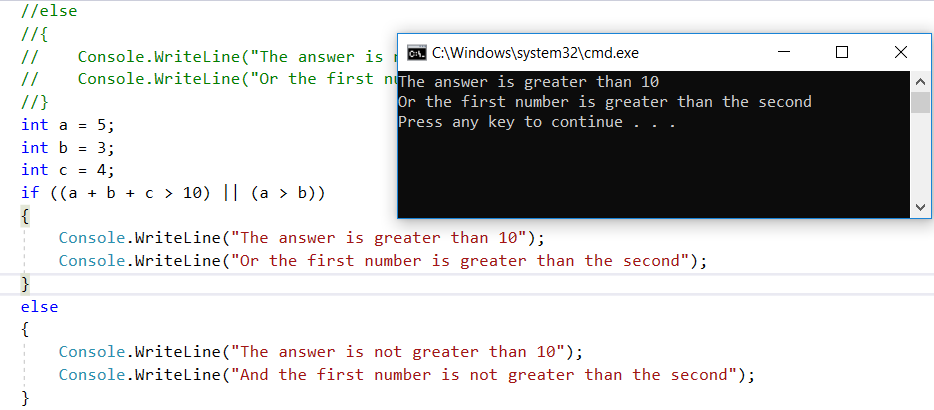 //else
//{
//    Console.WriteLine("The answer is
//    Console.WriteLine("Or the first
//}
int a = 5;
int b = 3;
int c = 4;
if ((a + b + c > 10) || (a > b))
{
    Console.WriteLine("The answer is greater than 10");
    Console.WriteLine("Or the first number is greater than the second");
}
else
{
    Console.WriteLine("The answer is not greater than 10");
    Console.WriteLine("And the first number is not greater than the second");
}
C:\Windows\system32\cmd.exe
The answer is greater than 10
Or the first number is greater than the second
Press any key to continue . . .